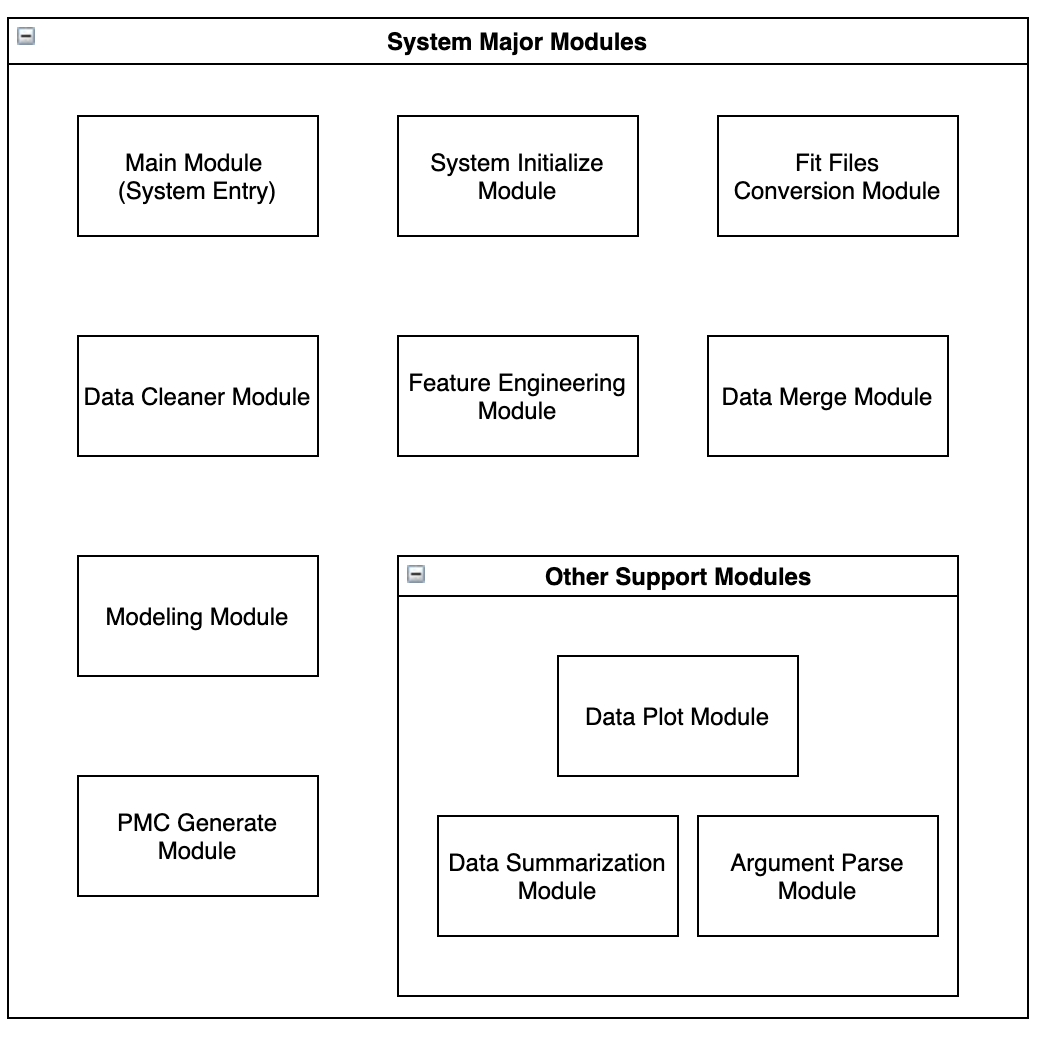 System Major Modules
Main Module
(System Entry)
System Initialize
Module
Fit Files
Conversion Module
Data Cleaner Module
Feature Engineering
Module
Data Merge Module
Modeling Module
Other Support Modules
Data Plot Module
PMC Generate
Module
Data Summarization
Module
Argument Parse
Module